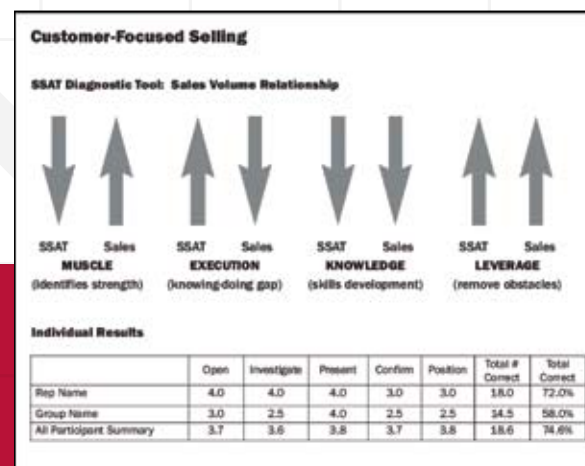 Customer-Focused Selling
SSAT Diagnostic Tool: Sales Volume Relationship
SSAT Sales SSAT Sales SSAT Sales SSAT Sales
MUSCLE EXECUTION KNOWLEDGE LEVERAGE
(identifies strength) (knowing-doing gap) (skills development) (remove obstacles)
Individual Results
Open Investigate Present Confirm Position Total # Correct Total Correct
Rep Name 4.0 4.0 4.0 3.0 3.0 18.0 72.0%
Group Name 3.0 2.5 4.0 2.5 2.5 14.5 58.0%
All Participant Summary 3.7 3.6 3.8 3.7 3.8 18.6 74.6%